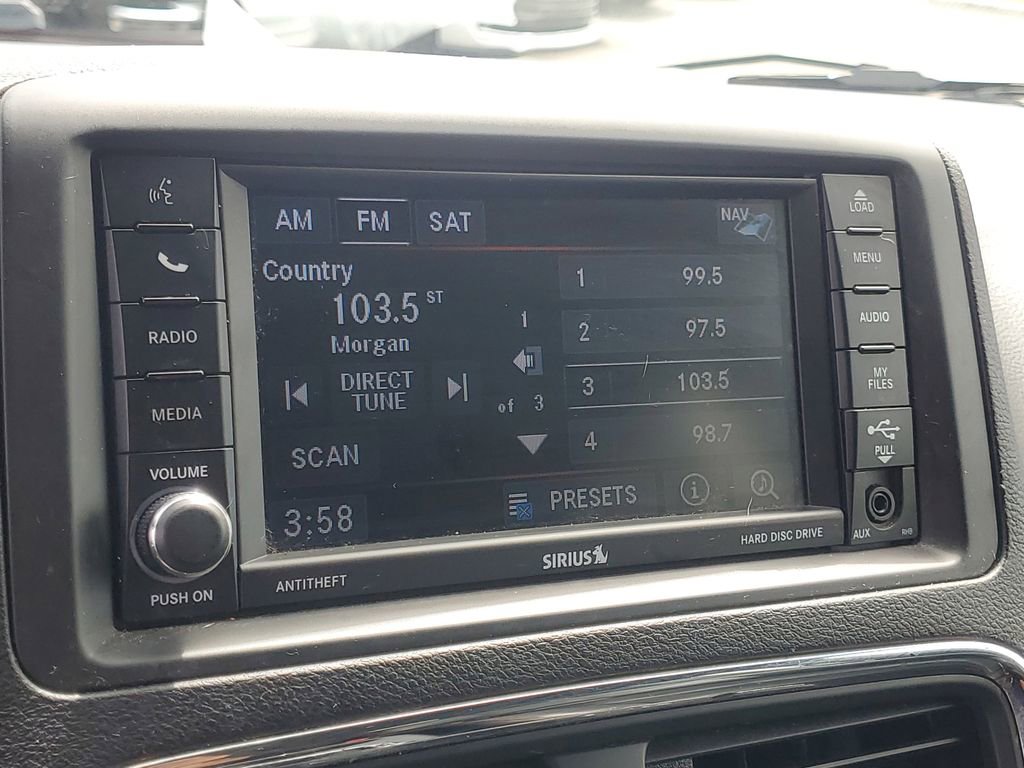 AM FM SAT NAV
LOAD
MENU
RADIO
AUDIO
MEDIA
MY
FILES
VOLUME
PULL
PUSH ON
AUX RHB
Country
103.5 ST
Morgan
DIRECT
TUNE
SCAN
3:58
1
of 3
1 99.5
2 97.5
3 103.5
4 98.7
PRESETS
i
ANTITHEFT
SIRIUS
HARD DISC DRIVE